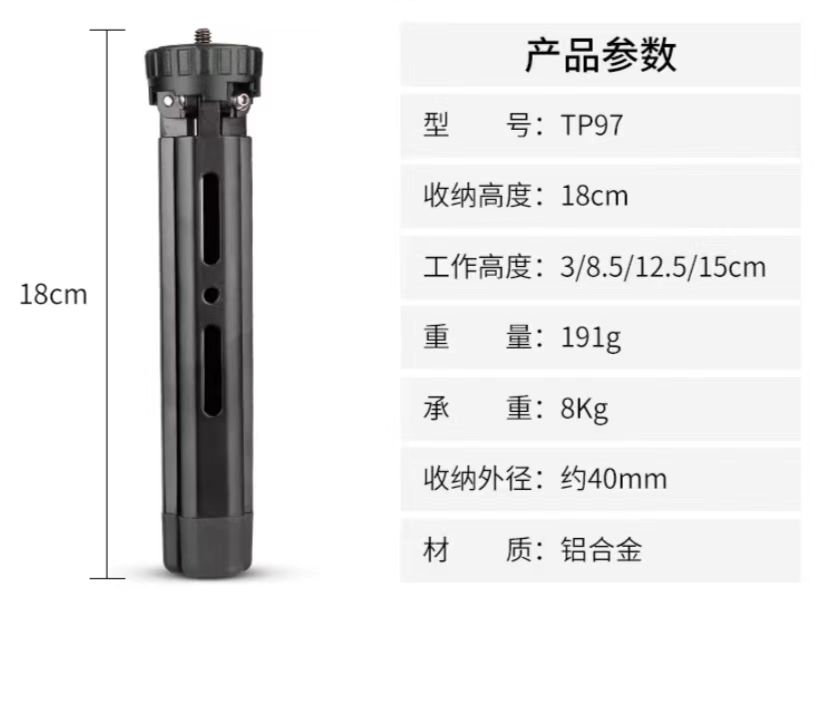 18cm
产品参数
型　　号：TP97
收纳高度：18cm
工作高度：3/8.5/12.5/15cm
重　　量：191g
承　　重：8Kg
收纳外径：约40mm
材　　质：铝合金